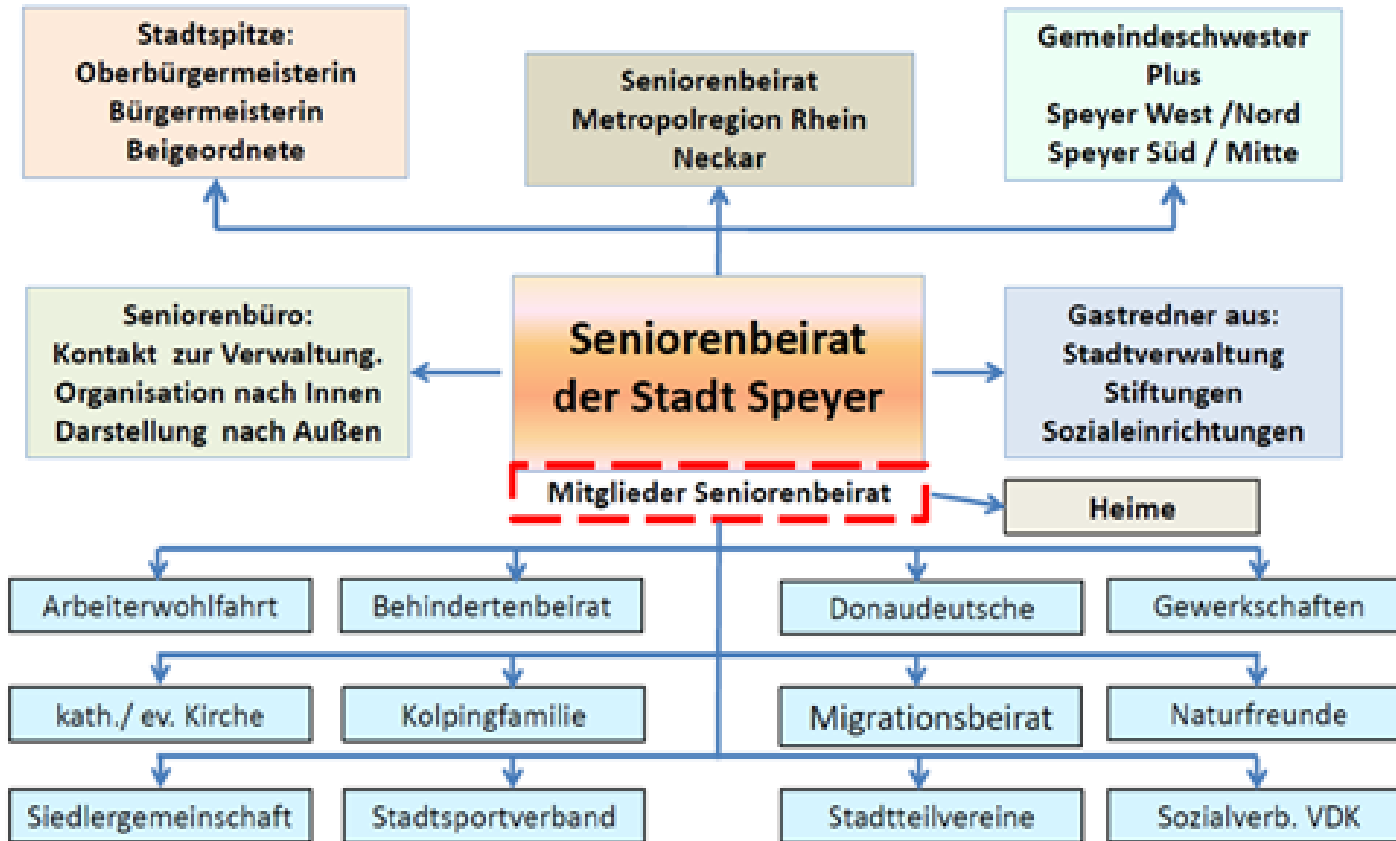 Stadtspitze:
Oberbürgermeisterin
Bürgermeisterin
Beigeordnete
Seniorenbeirat
Metropolregion Rhein
Neckar
Gemeindeschwester
Plus
Speyer West /Nord
Speyer Süd / Mitte
Seniorenbüro:
Kontakt zur Verwaltung.
Organisation nach Innen
Darstellung nach Außen
Seniorenbeirat
der Stadt Speyer
Gastredner aus:
Stadtverwaltung
Stiftungen
Sozialeinrichtungen
Mitglieder Seniorenbeirat
Heime
Arbeiterwohlfahrt
Behindertenbeirat
Donaudeutsche
Gewerkschaften
kath./ ev. Kirche
Kolpingfamilie
Migrationsbeirat
Naturfreunde
Siedlergemeinschaft
Stadtsportverband
Stadtteilvereine
Sozialverb. VDK